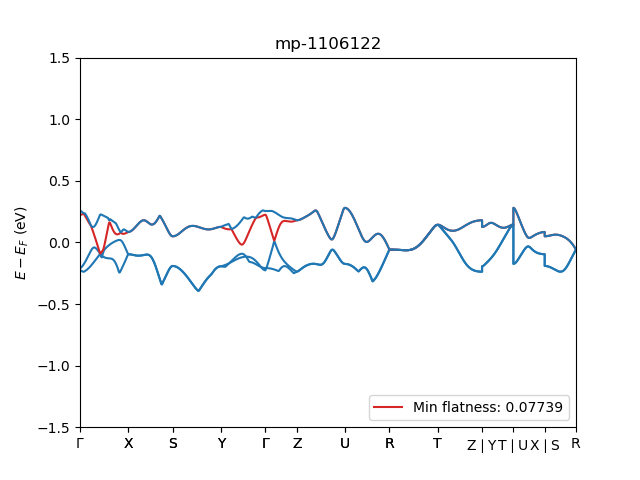 mp-1106122
1.5
1.0
0.5
0.0
−0.5
−1.0
−1.5
E − E_F (eV)
Min flatness: 0.07739
Γ X S Y Γ Z U R T Z | Y T | U X | S R